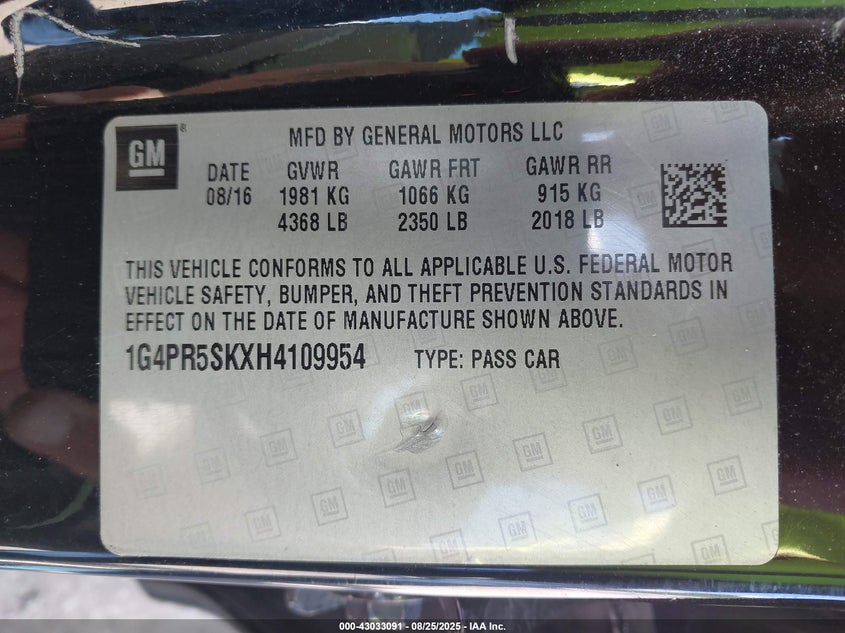 GM ® MFD BY GENERAL MOTORS LLC
DATE GVWR GAWR FRT GAWR RR
08/16 1981 KG 1066 KG 915 KG
4368 LB 2350 LB 2018 LB
THIS VEHICLE CONFORMS TO ALL APPLICABLE U.S. FEDERAL MOTOR
VEHICLE SAFETY, BUMPER, AND THEFT PREVENTION STANDARDS IN
EFFECT ON THE DATE OF MANUFACTURE SHOWN ABOVE.
1G4PR5SKXH4109954 TYPE: PASS CAR
000-43033091 - 08/25/2025 - IAA Inc.